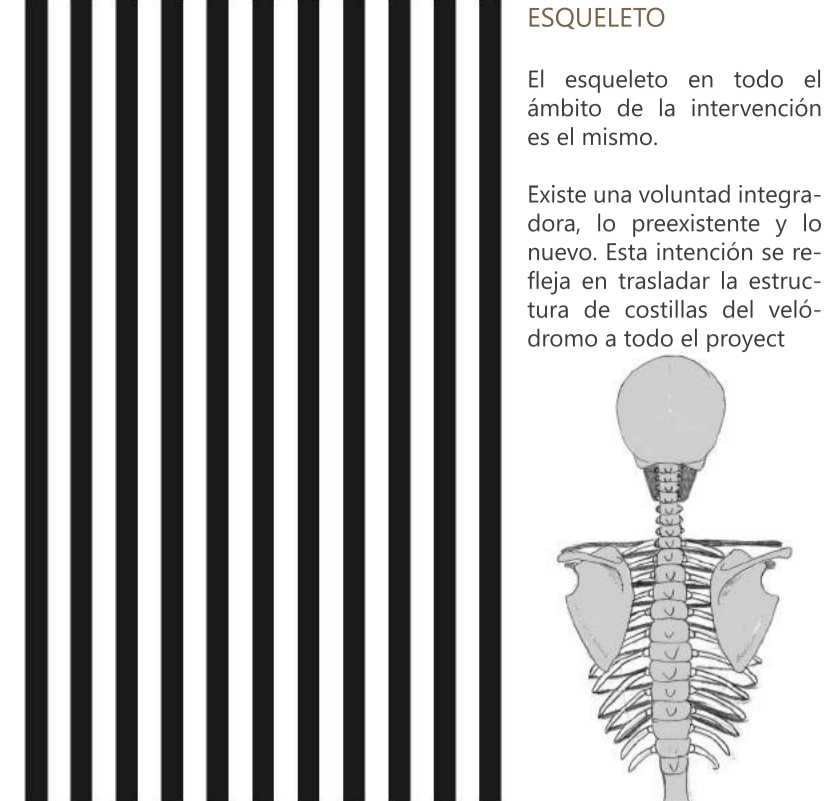 ESQUELETO
El esqueleto en todo el
ámbito de la intervención
es el mismo.
Existe una voluntad integra-
dora, lo preexistente y lo
nuevo. Esta intención se re-
fleja en trasladar la estruc-
tura de costillas del veló-
dromo a todo el proyect